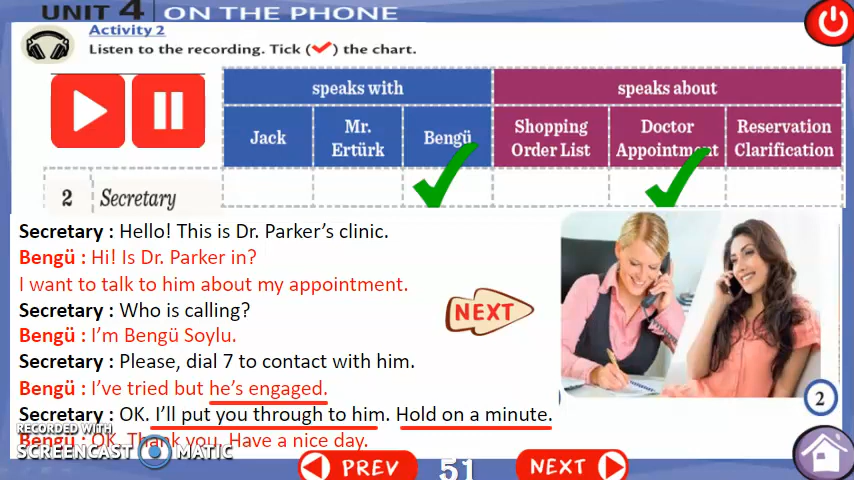 UNIT 4 ON THE PHONE
Activity 2
Listen to the recording. Tick (✓) the chart.
speaks with speaks about
Jack Mr. Ertürk Bengü Shopping Order List Doctor Appointment Reservation Clarification
2 Secretary
Secretary : Hello! This is Dr. Parker's clinic.
Bengü : Hi! Is Dr. Parker in?
I want to talk to him about my appointment.
Secretary : Who is calling?
Bengü : I'm Bengü Soylu.
Secretary : Please, dial 7 to contact with him.
Bengü : I've tried but he's engaged.
Secretary : OK. I'll put you through to him. Hold on a minute.
Bengü : OK. Thank you. Have a nice day.
NEXT
2
RECORDED WITH
SCREENCAST MATIC
PREV 51 NEXT